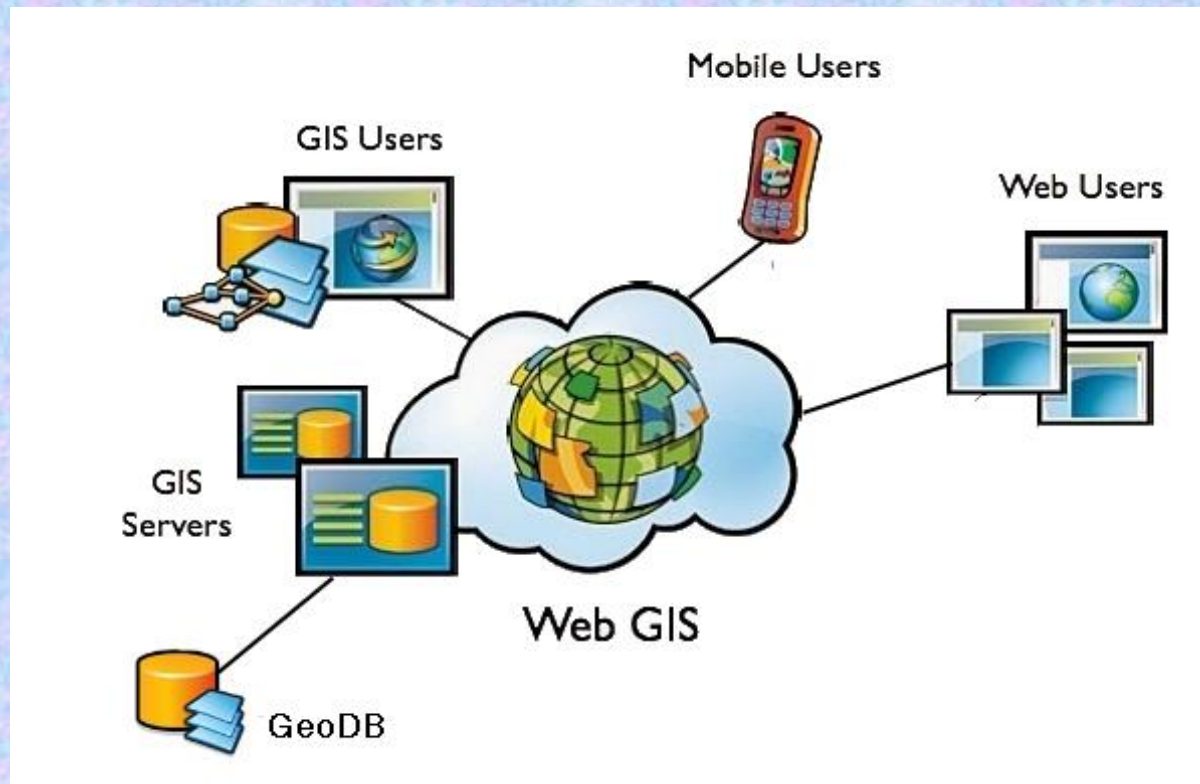 Mobile Users
GIS Users
Web Users
GIS
Servers
Web GIS
GeoDB